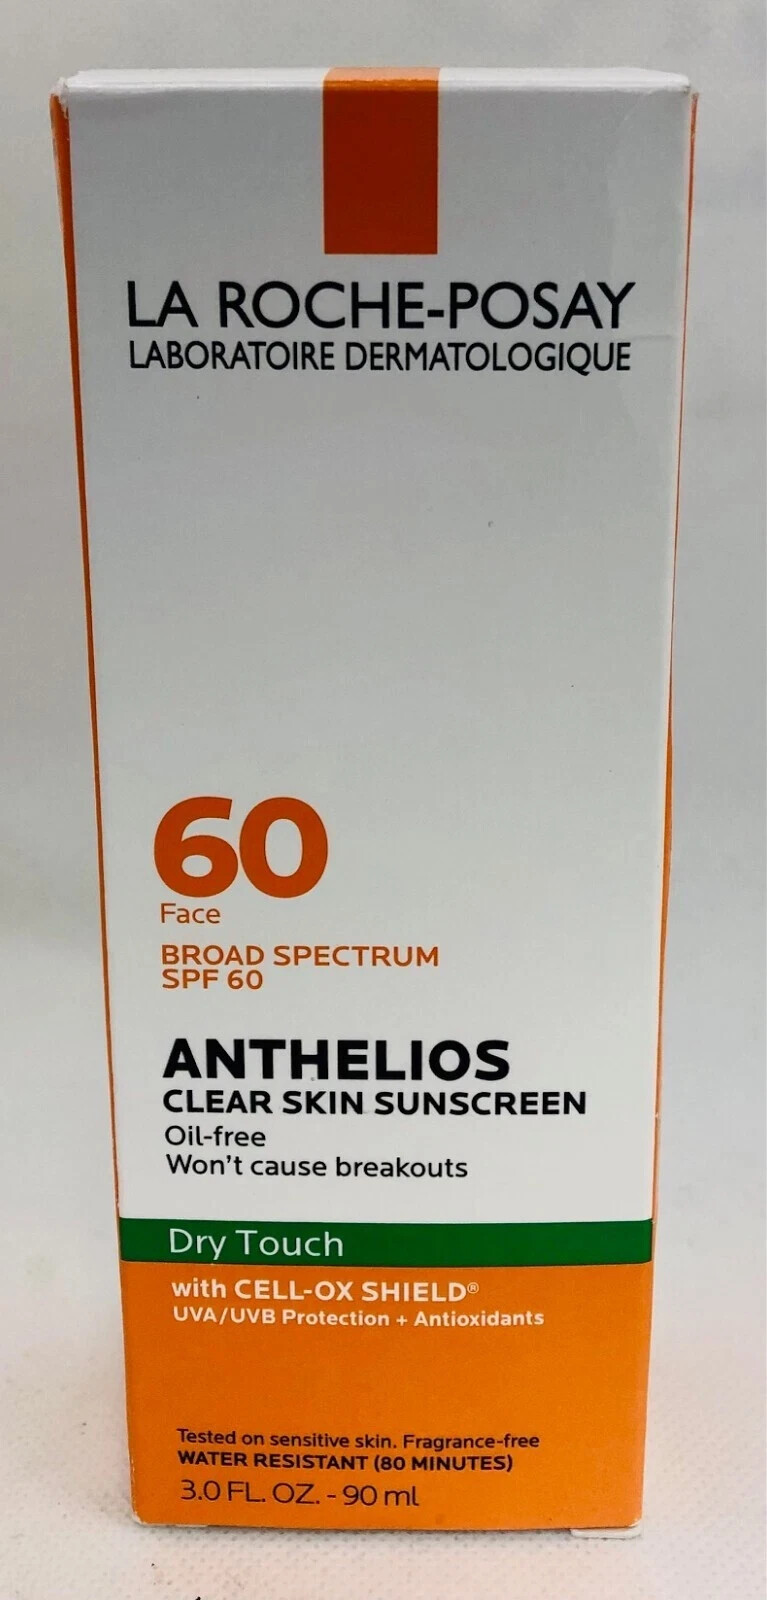 LA ROCHE-POSAY
LABORATOIRE DERMATOLOGIQUE
60
Face
BROAD SPECTRUM
SPF 60
ANTHELIOS
CLEAR SKIN SUNSCREEN
Oil-free
Won't cause breakouts
Dry Touch
with CELL-OX SHIELD®
UVA/UVB Protection + Antioxidants
Tested on sensitive skin. Fragrance-free
WATER RESISTANT (80 MINUTES)
3.0 FL. OZ. - 90 ml